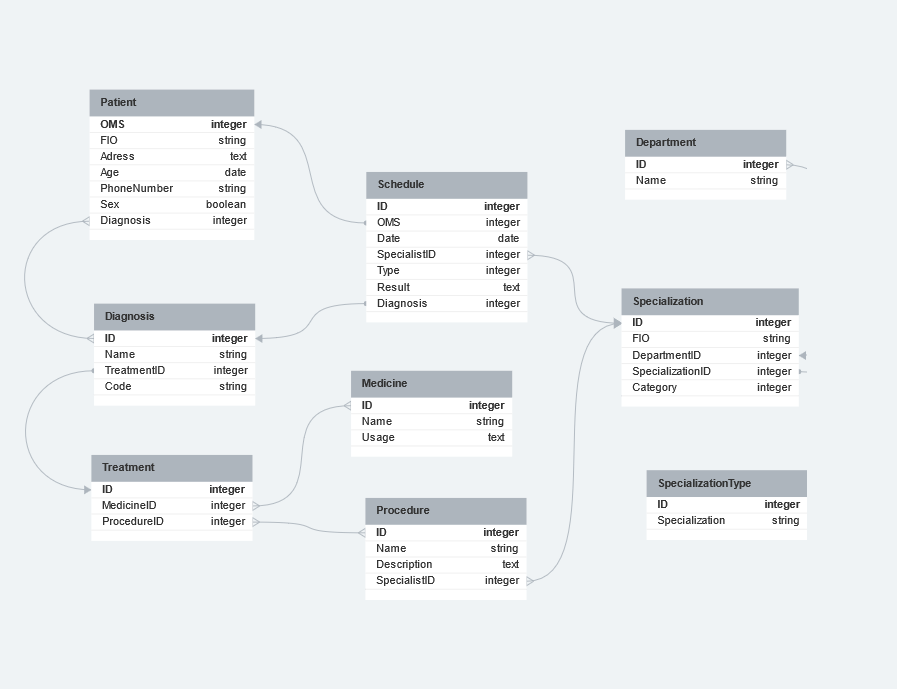 Patient
OMS integer
FIO string
Adress text
Age date
PhoneNumber string
Sex boolean
Diagnosis integer
Schedule
ID integer
OMS integer
Date date
SpecialistID integer
Type integer
Result text
Diagnosis integer
Department
ID integer
Name string
Diagnosis
ID integer
Name string
TreatmentID integer
Code string
Medicine
ID integer
Name string
Usage text
Specialization
ID integer
FIO string
DepartmentID integer
SpecializationID integer
Category integer
Treatment
ID integer
MedicineID integer
ProcedureID integer
Procedure
ID integer
Name string
Description text
SpecialistID integer
SpecializationType
ID integer
Specialization string